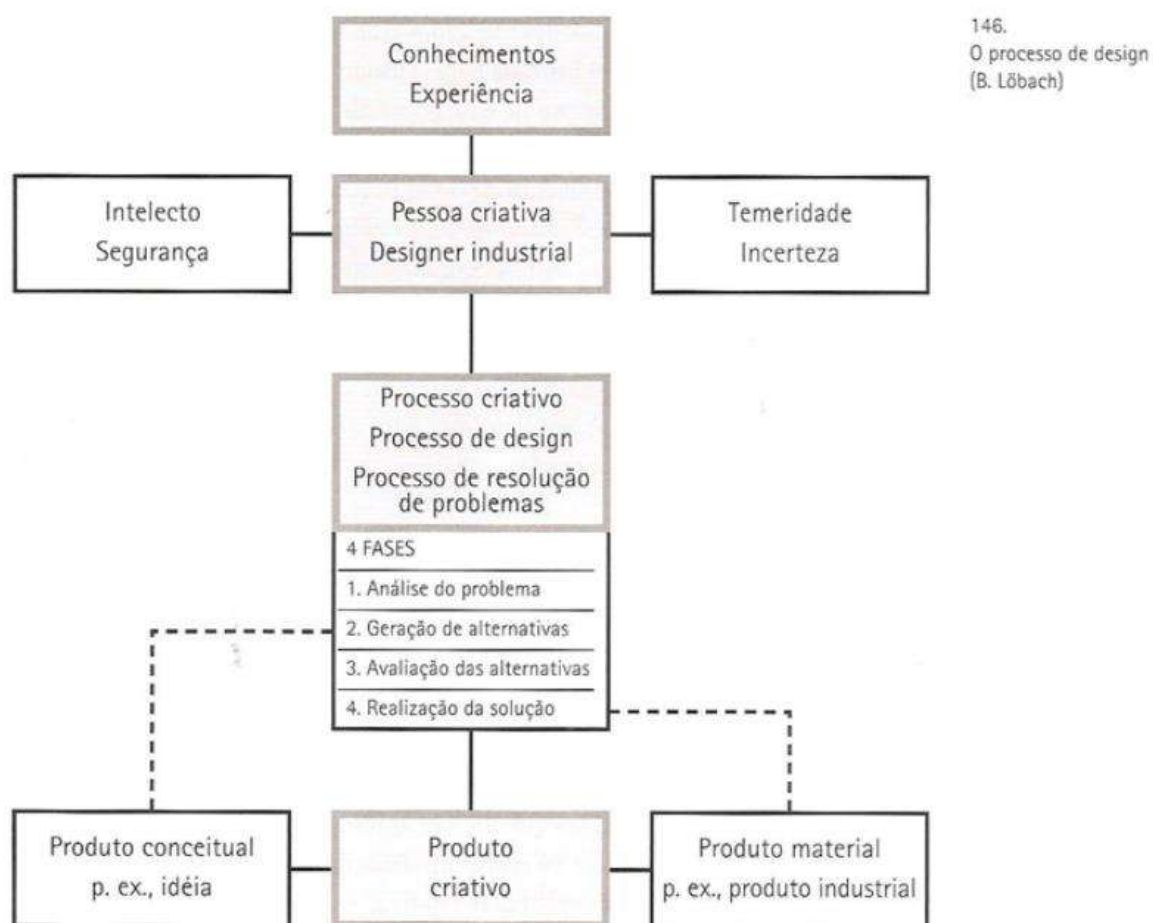 146.
O processo de design
(B. Löbach)
Conhecimentos
Experiência
Intelecto
Segurança
Pessoa criativa
Designer industrial
Temeridade
Incerteza
Processo criativo
Processo de design
Processo de resolução
de problemas
4 FASES
1. Análise do problema
2. Geração de alternativas
3. Avaliação das alternativas
4. Realização da solução
Produto conceitual
p. ex., idéia
Produto
criativo
Produto material
p. ex., produto industrial